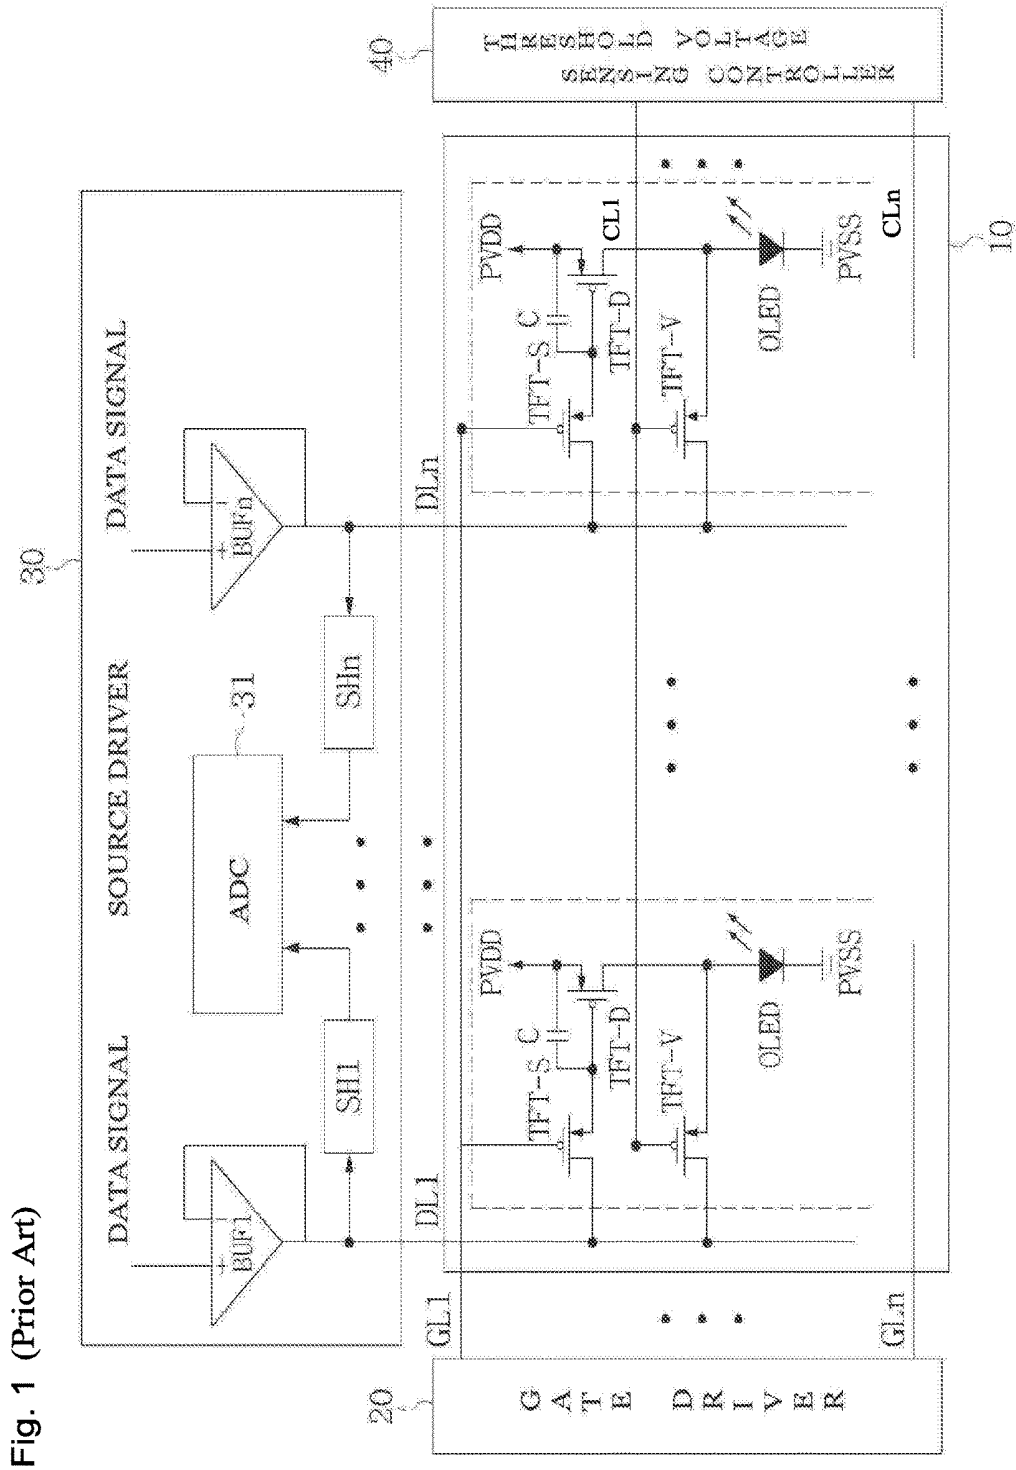 Fig. 1 (Prior Art)
30
DATA SIGNAL
SOURCE DRIVER
DATA SIGNAL
BUF1
+
-
ADC
31
BUFn
+
-
SH1
SHn
DL1
DLn
20
GATE DRIVER
GL1
GLn
40
THRESHOLD VOLTAGE
SENSING CONTROLLER
CL1
CLn
10
PVDD
C
TFT-S
TFT-D
TFT-V
OLED
PVSS
PVDD
C
TFT-S
TFT-D
TFT-V
OLED
PVSS